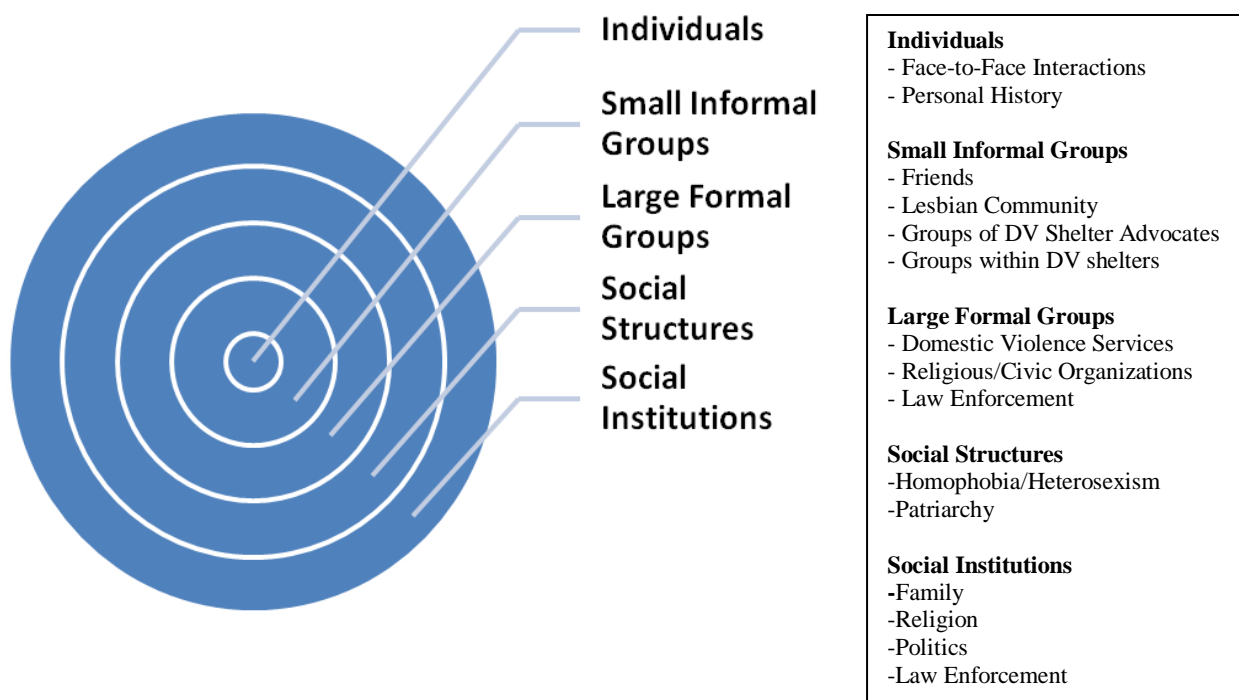 Individuals
Small Informal
Groups
Large Formal
Groups
Social
Structures
Social
Institutions
Individuals
- Face-to-Face Interactions
- Personal History
Small Informal Groups
- Friends
- Lesbian Community
- Groups of DV Shelter Advocates
- Groups within DV shelters
Large Formal Groups
- Domestic Violence Services
- Religious/Civic Organizations
- Law Enforcement
Social Structures
-Homophobia/Heterosexism
-Patriarchy
Social Institutions
-Family
-Religion
-Politics
-Law Enforcement